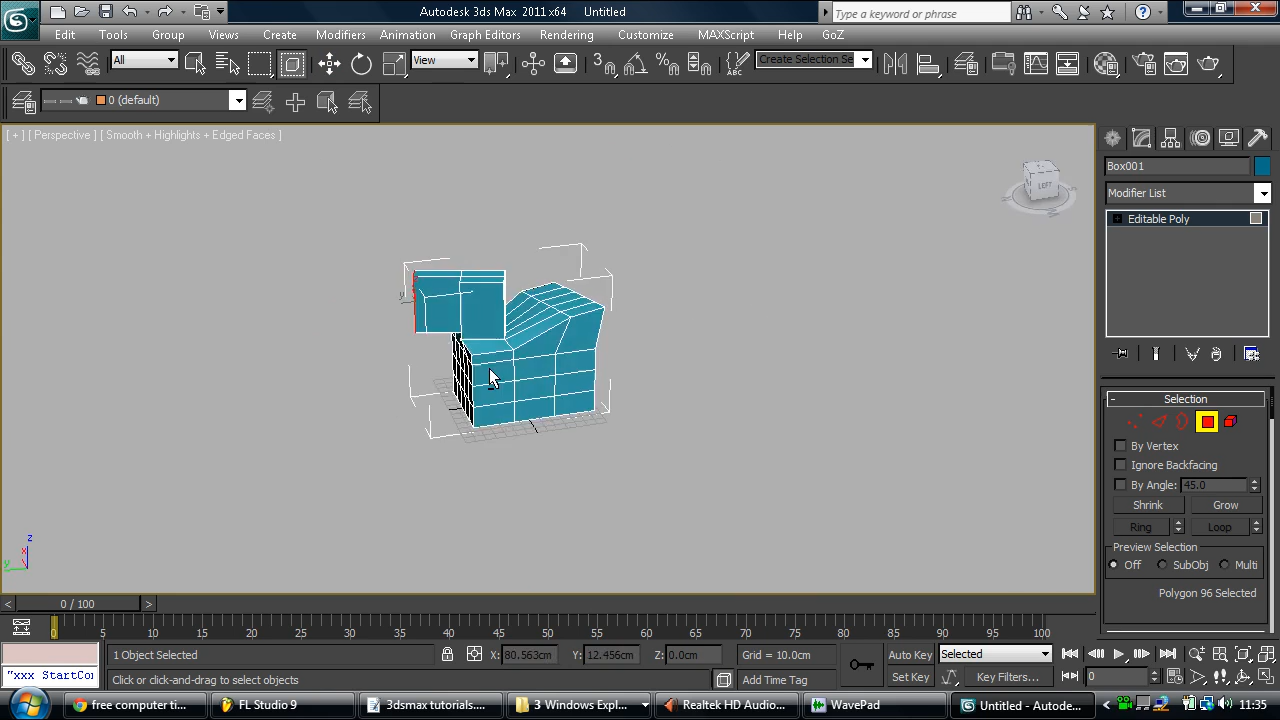 Autodesk 3ds Max 2011 x64 Untitled
Type a keyword or phrase
Edit Tools Group Views Create Modifiers Animation Graph Editors Rendering Customize MAXScript Help GoZ
All View Create Selection Se
0 (default)
[ + ] [ Perspective ] [ Smooth + Highlights + Edged Faces ]
LEFT
Box001
Modifier List
Editable Poly
Selection
By Vertex
Ignore Backfacing
By Angle: 45.0
Shrink Grow
Ring Loop
Preview Selection
Off SubObj Multi
Polygon 96 Selected
y
z
x
y
< 0 / 100 >
0 5 10 15 20 25 30 35 40 45 50 55 60 65 70 75 80 85 90 95 100
1 Object Selected X: 80.563cm Y: 12.456cm Z: 0.0cm Grid = 10.0cm Auto Key Selected
"xxx StartCo Click or click-and-drag to select objects Add Time Tag Set Key Key Filters... 0
free computer ti... FL Studio 9 3dsmax tutorials.... 3 Windows Expl... Realtek HD Audio... WavePad Untitled - Autode... 11:35